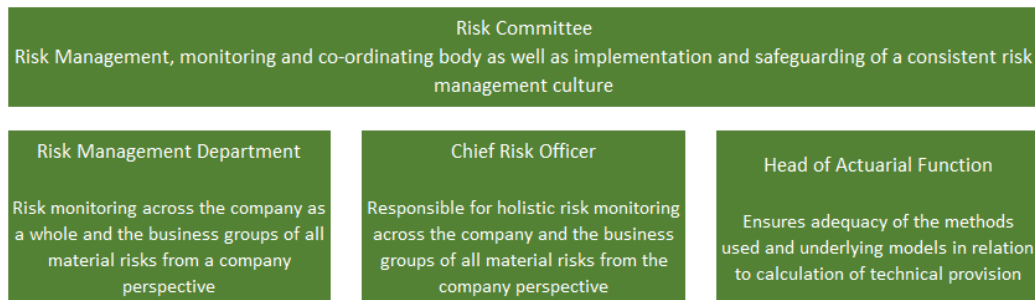 Risk Committee
Risk Management, monitoring and co-ordinating body as well as implementation and safeguarding of a consistent risk
management culture
Risk Management Department
Risk monitoring across the company as
a whole and the business groups of all
material risks from a company
perspective
Chief Risk Officer
Responsible for holistic risk monitoring
across the company and the business
groups of all material risks from the
company perspective
Head of Actuarial Function
Ensures adequacy of the methods
used and underlying models in relation
to calculation of technical provision